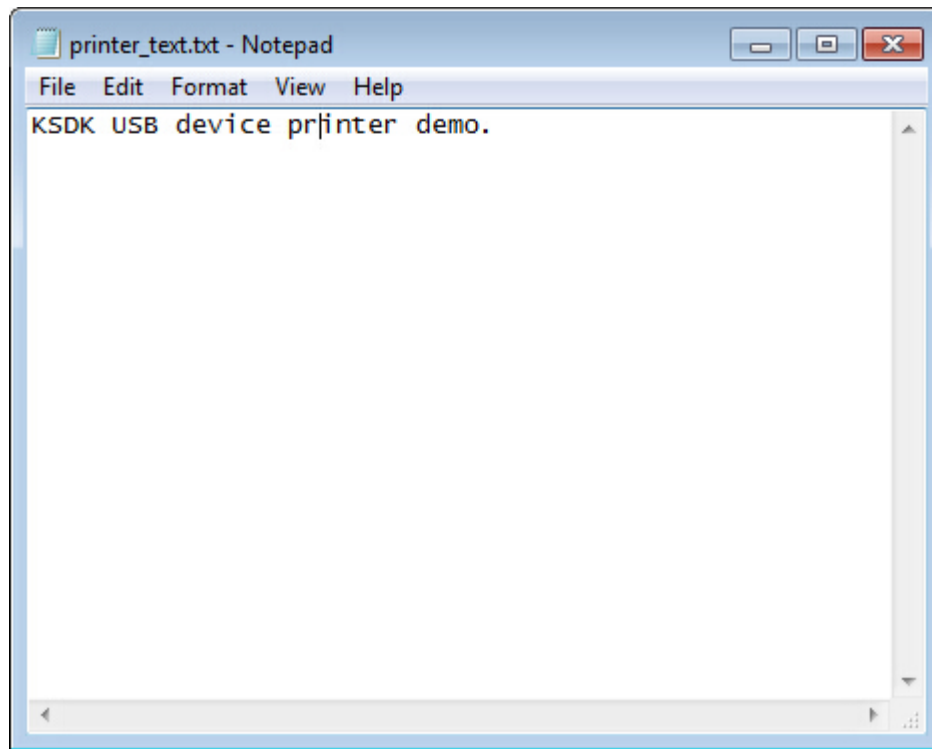 printer_text.txt - Notepad
File Edit Format View Help
KSDK USB device printer demo.